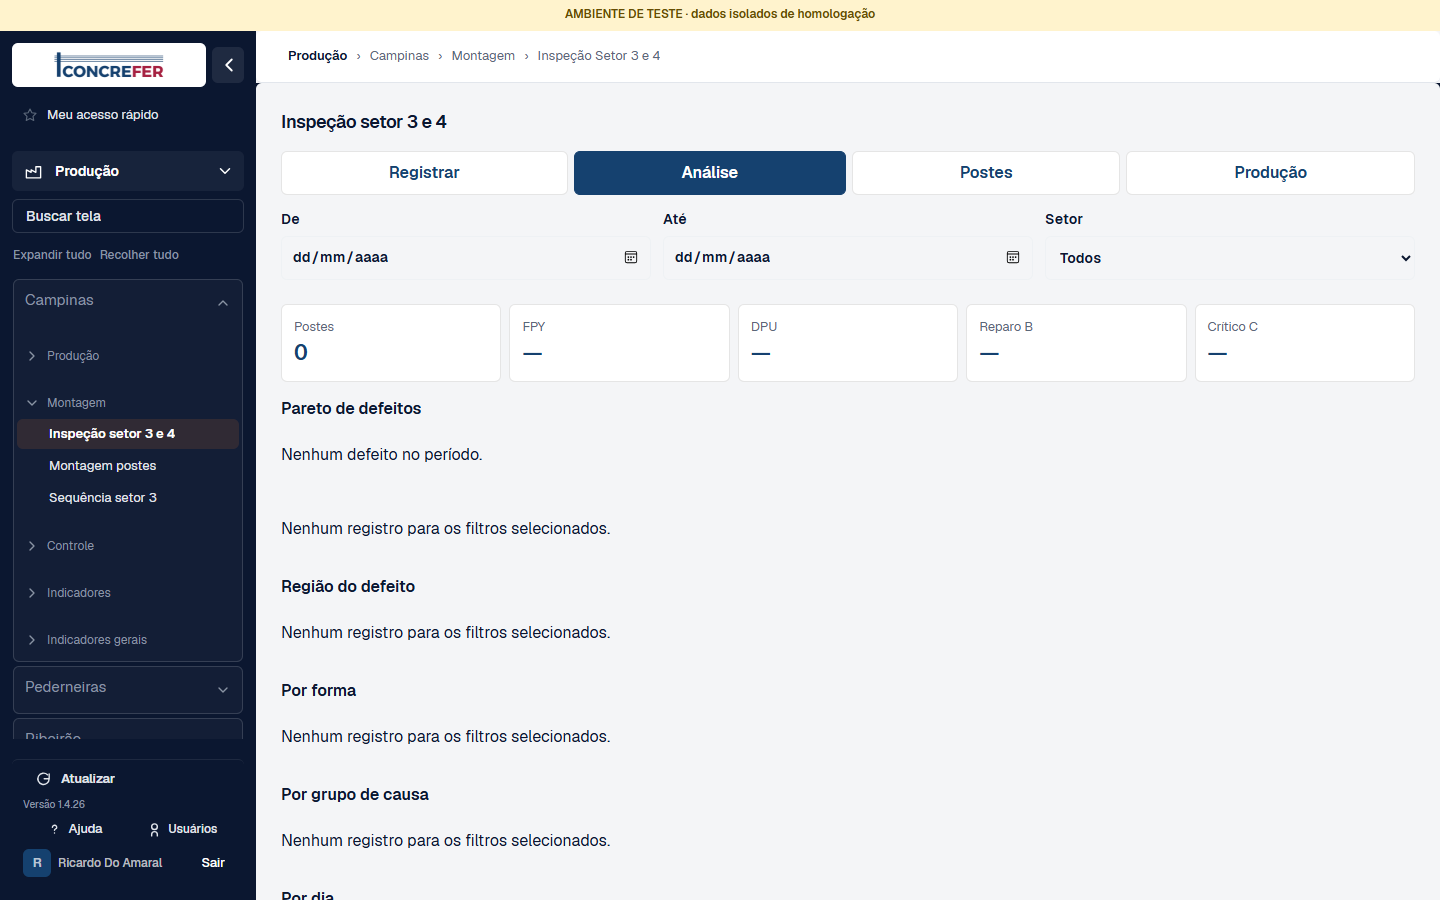 AMBIENTE DE TESTE · dados isolados de homologação
CONCREFER
Meu acesso rápido
Produção
Buscar tela
Expandir tudo Recolher tudo
Campinas
Produção
Montagem
Inspeção setor 3 e 4
Montagem postes
Sequência setor 3
Controle
Indicadores
Indicadores gerais
Pederneiras
Ribeirão
Atualizar
Versão 1.4.26
? Ajuda Usuários
R Ricardo Do Amaral Sair
Produção › Campinas › Montagem › Inspeção Setor 3 e 4
Inspeção setor 3 e 4
Registrar Análise Postes Produção
De Até Setor
dd/mm/aaaa dd/mm/aaaa Todos
Postes FPY DPU Reparo B Crítico C
0 — — — —
Pareto de defeitos
Nenhum defeito no período.
Nenhum registro para os filtros selecionados.
Região do defeito
Nenhum registro para os filtros selecionados.
Por forma
Nenhum registro para os filtros selecionados.
Por grupo de causa
Nenhum registro para os filtros selecionados.
Por dia